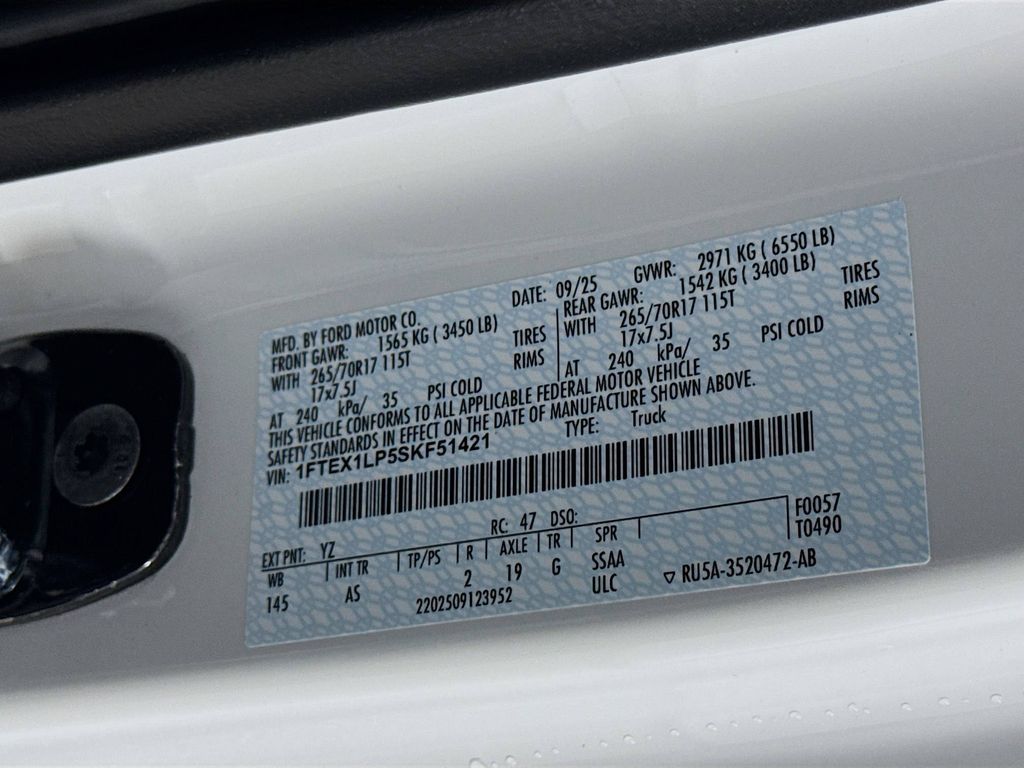 MFD. BY FORD MOTOR CO. DATE: 09/25 GVWR: 2971 KG ( 6550 LB)
FRONT GAWR: 1565 KG ( 3450 LB) REAR GAWR: 1542 KG ( 3400 LB)
WITH 265/70R17 115T TIRES WITH 265/70R17 115T TIRES
17x7.5J RIMS 17x7.5J RIMS
AT 240 kPa/ 35 PSI COLD AT 240 kPa/ 35 PSI COLD
THIS VEHICLE CONFORMS TO ALL APPLICABLE FEDERAL MOTOR VEHICLE
SAFETY STANDARDS IN EFFECT ON THE DATE OF MANUFACTURE SHOWN ABOVE.
VIN: 1FTEX1LP5SKF51421 TYPE: Truck
EXT PNT: YZ RC: 47 DSO: F0057
WB INT TR TP/PS R AXLE TR SPR T0490
145 AS 2 19 G SSAA
2202509123952 ULC RU5A-3520472-AB